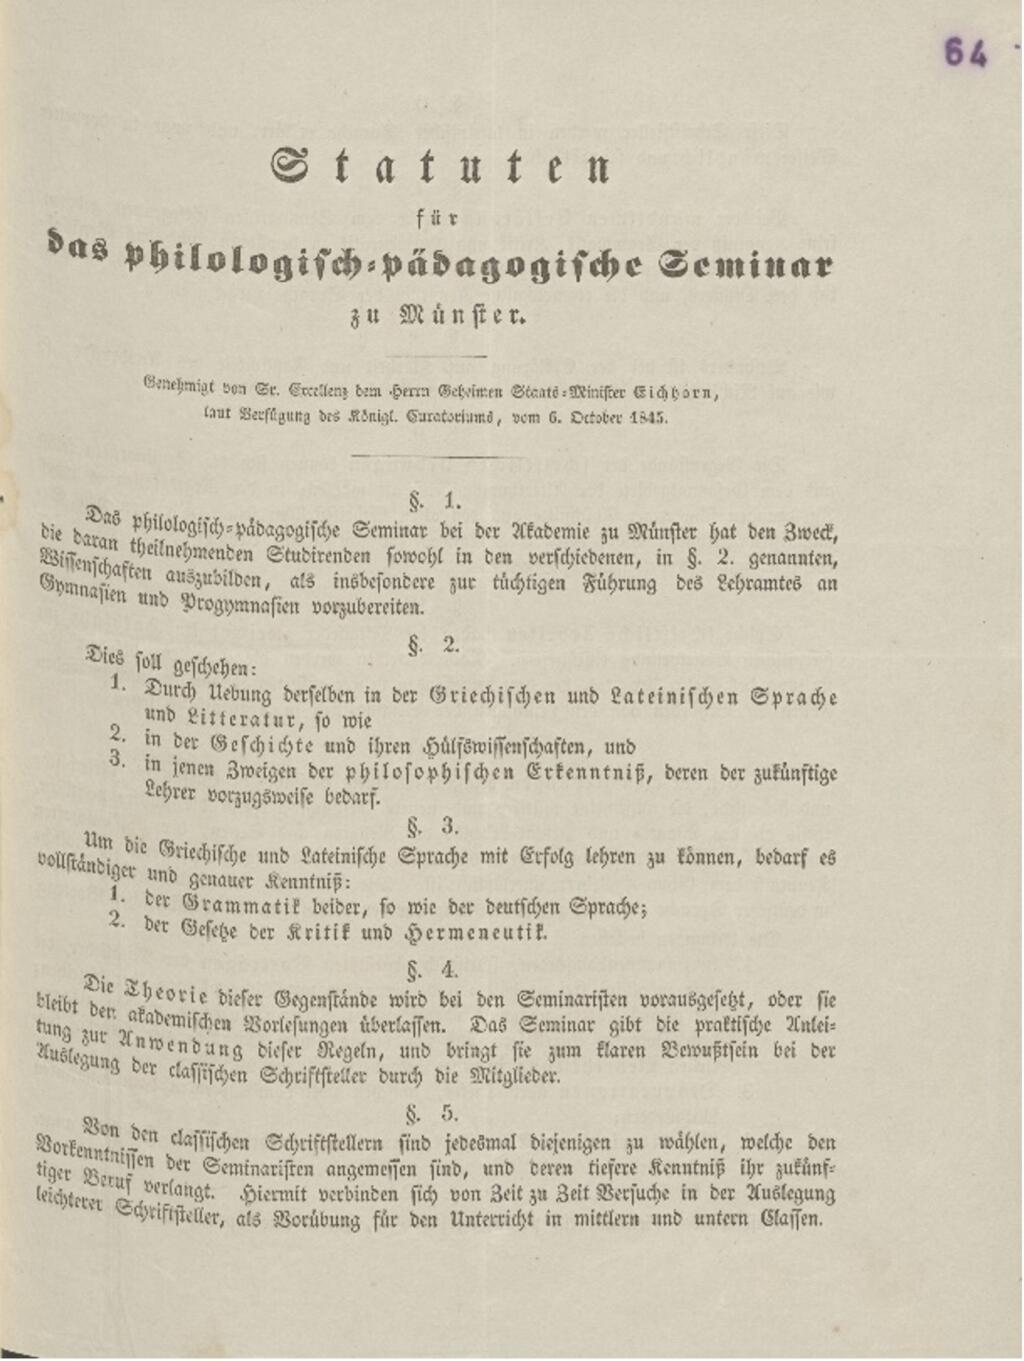 64
Statuten
für
das philologisch-pädagogische Seminar
zu Münster.
Genehmigt von Sr. Excellenz dem Herrn Geheimen Staats-Minister Eichhorn,
laut Verfügung des Königl. Curatoriums, vom 6. October 1845.
§. 1.
Das philologisch-pädagogische Seminar bei der Akademie zu Münster hat den Zweck,
die daran theilnehmenden Studirenden sowohl in den verschiedenen, in §. 2. genannten,
Wissenschaften auszubilden, als insbesondere zur tüchtigen Führung des Lehramtes an
Gymnasien und Progymnasien vorzubereiten.
§. 2.
Dies soll geschehen:
1. Durch Uebung derselben in der Griechischen und Lateinischen Sprache
und Litteratur, so wie
2. in der Geschichte und ihren Hülfswissenschaften, und
3. in jenen Zweigen der philosophischen Erkenntniß, deren der zukünftige
Lehrer vorzugsweise bedarf.
§. 3.
Um die Griechische und Lateinische Sprache mit Erfolg lehren zu können, bedarf es
vollständiger und genauer Kenntniß:
1. der Grammatik beider, so wie der deutschen Sprache;
2. der Gesetze der Kritik und Hermeneutik.
§. 4.
Die Theorie dieser Gegenstände wird bei den Seminaristen vorausgesetzt, oder sie
bleibt den akademischen Vorlesungen überlassen. Das Seminar gibt die praktische Anlei-
tung zur Anwendung dieser Regeln, und bringt sie zum klaren Bewußtsein bei der
Auslegung der classischen Schriftsteller durch die Mitglieder.
§. 5.
Von den classischen Schriftstellern sind jedesmal diejenigen zu wählen, welche den
Vorkenntnissen der Seminaristen angemessen sind, und deren tiefere Kenntniß ihr zukünf-
tiger Beruf verlangt. Hiermit verbinden sich von Zeit zu Zeit Versuche in der Auslegung
leichterer Schriftsteller, als Vorübung für den Unterricht in mittlern und untern Classen.